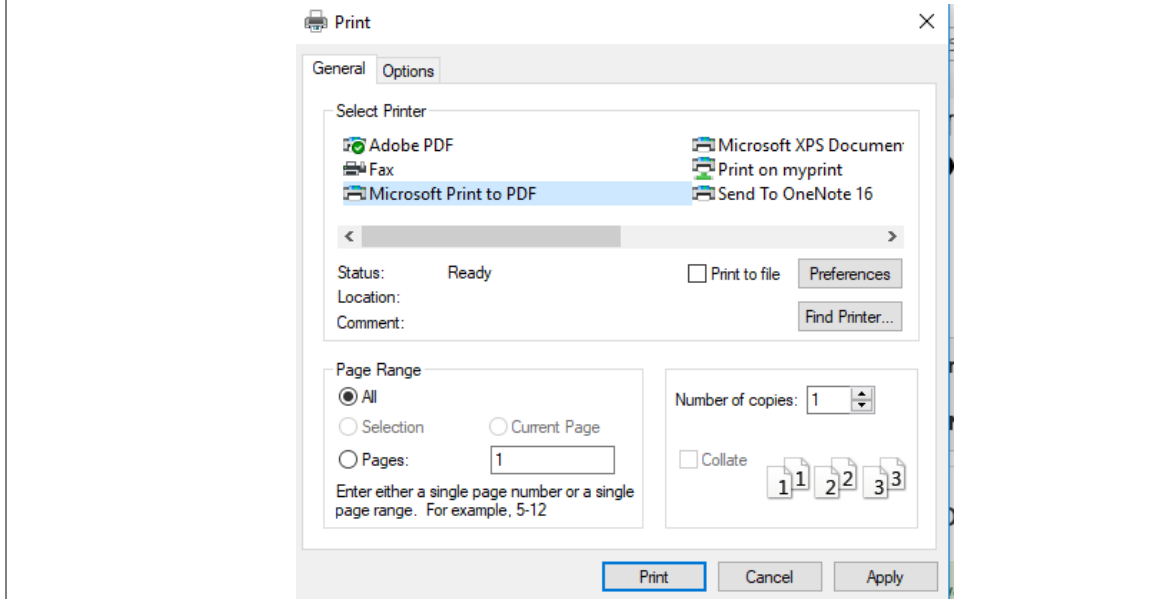 Print
General Options
Select Printer
Adobe PDF Microsoft XPS Documen
Fax Print on myprint
Microsoft Print to PDF Send To OneNote 16
Status: Ready Print to file Preferences
Location:
Comment: Find Printer...
Page Range
All Number of copies: 1
Selection Current Page
Pages: 1 Collate 1 1 2 2 3 3
Enter either a single page number or a single
page range. For example, 5-12
Print Cancel Apply